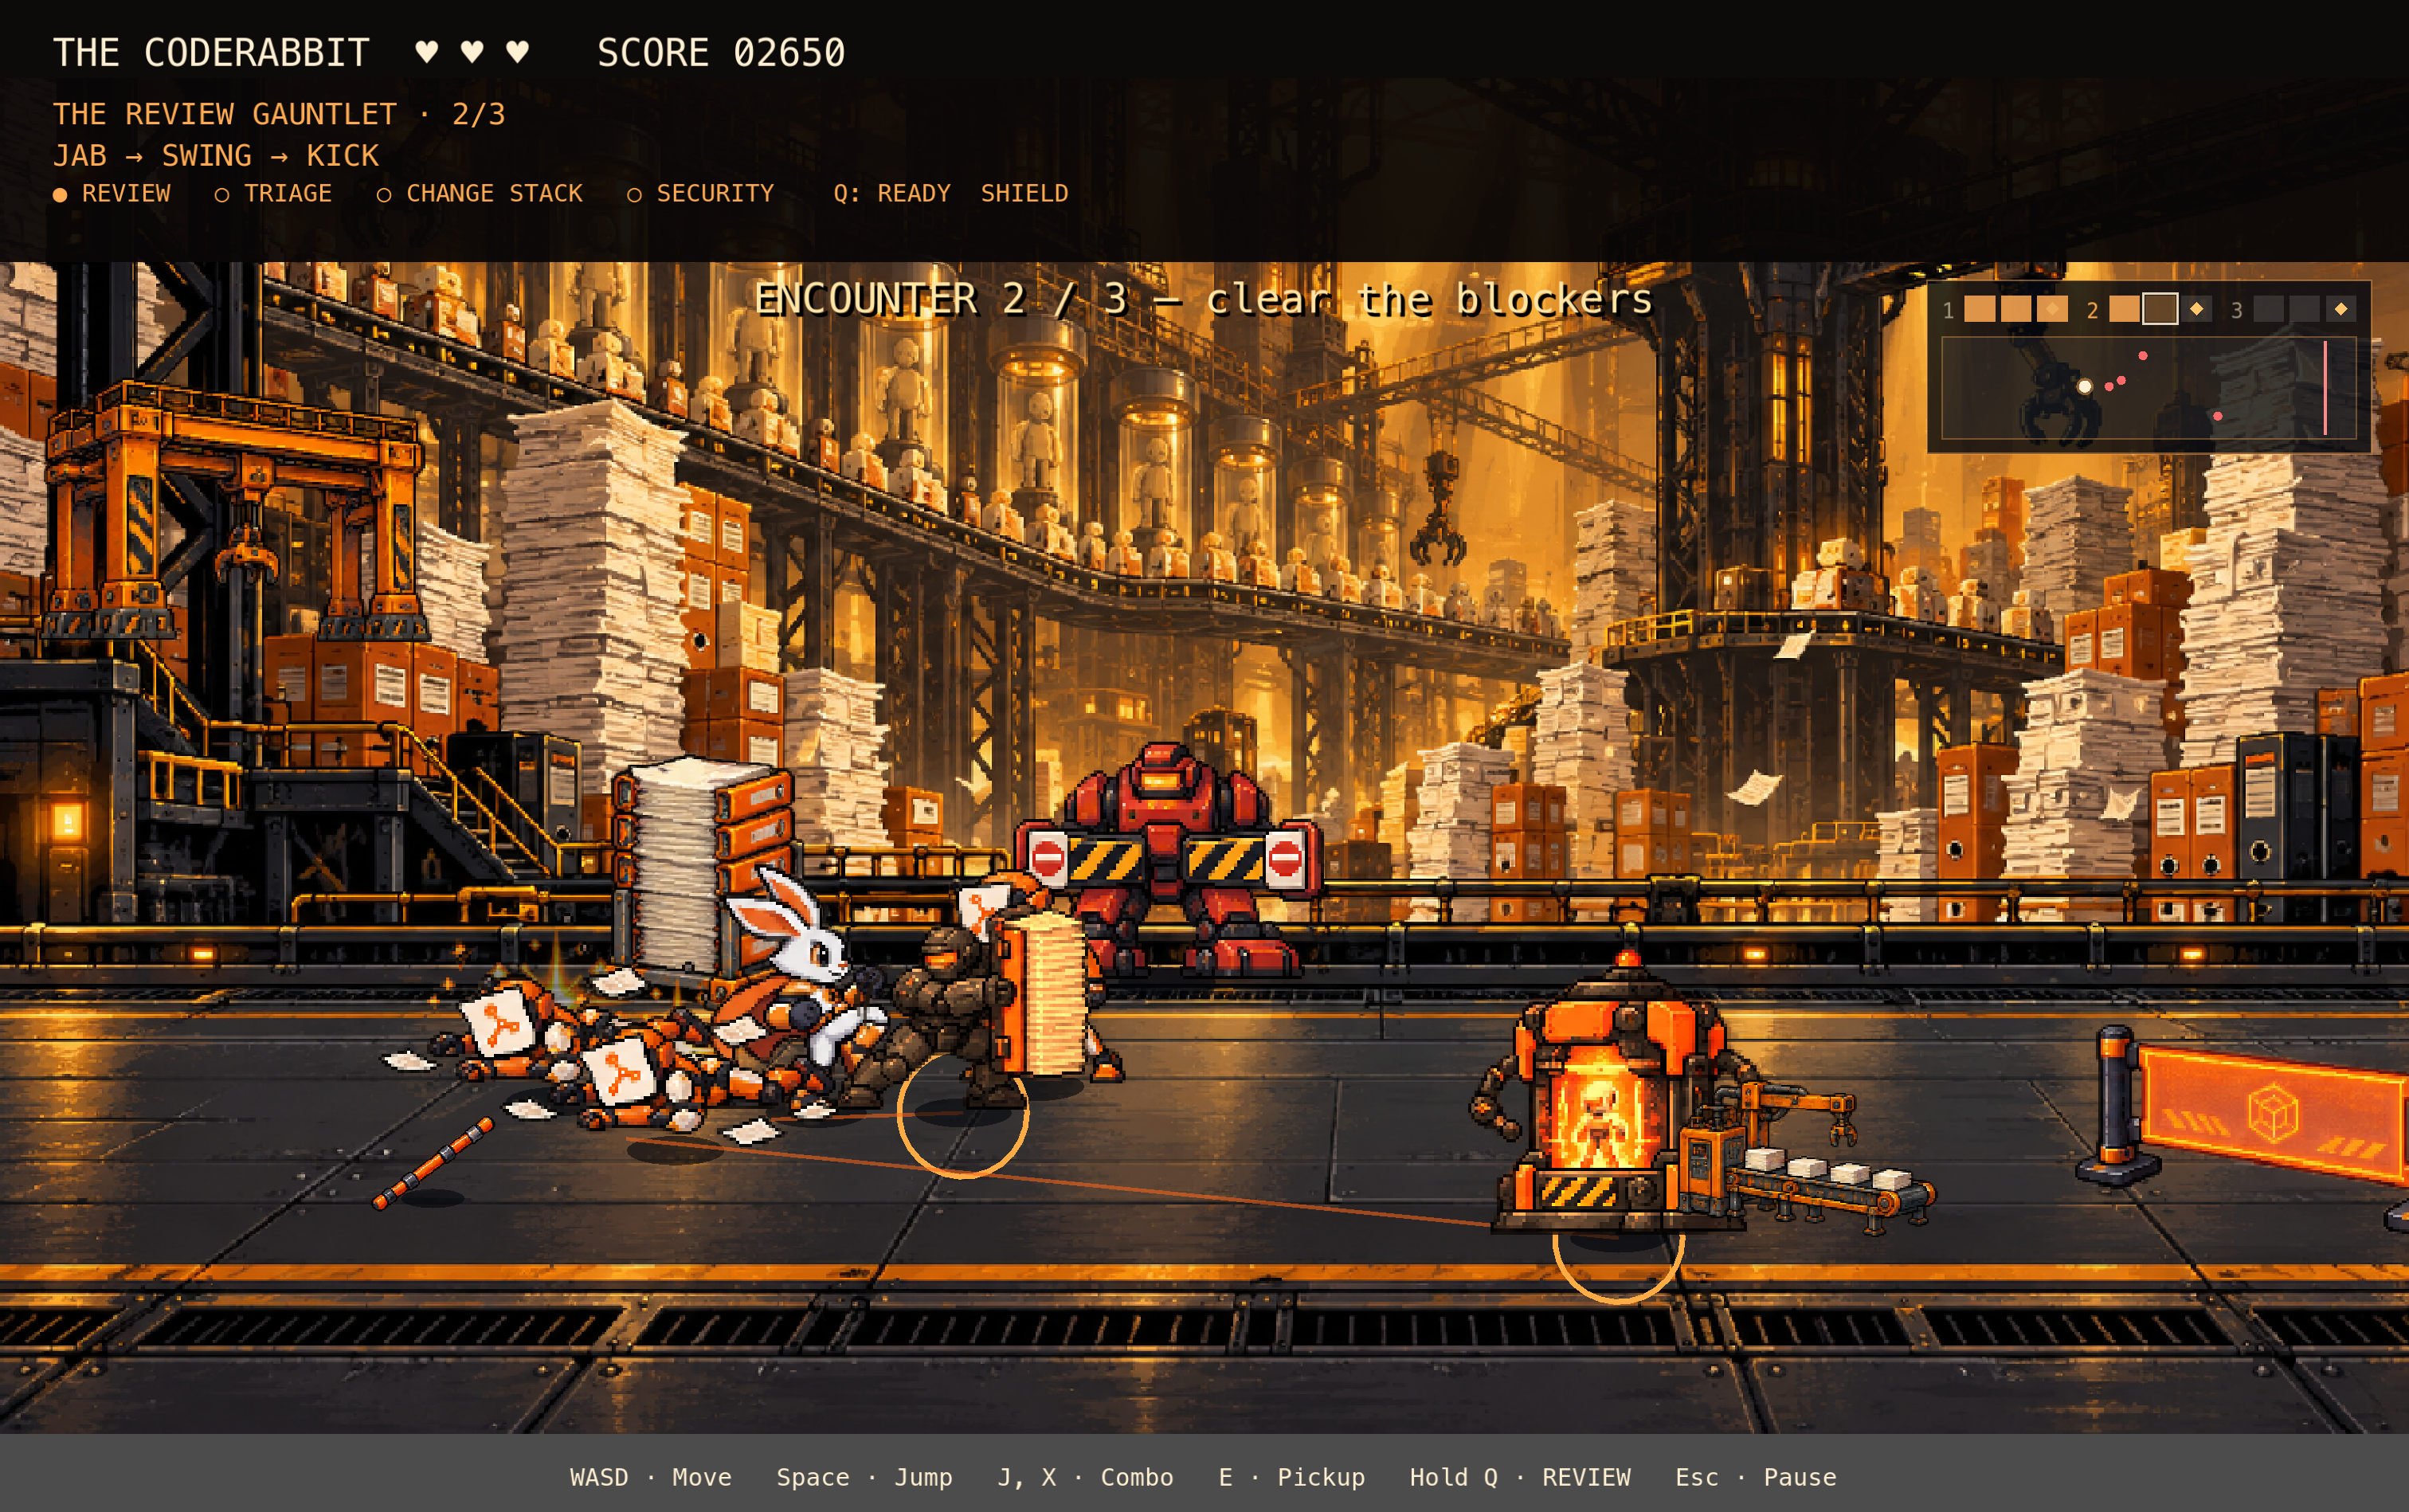 THE CODERABBIT ♥ ♥ ♥ SCORE 02650
THE REVIEW GAUNTLET · 2/3
JAB → SWING → KICK
● REVIEW ○ TRIAGE ○ CHANGE STACK ○ SECURITY Q: READY SHIELD
ENCOUNTER 2 / 3 — clear the blockers
1 2 3
WASD · Move Space · Jump J, X · Combo E · Pickup Hold Q · REVIEW Esc · Pause